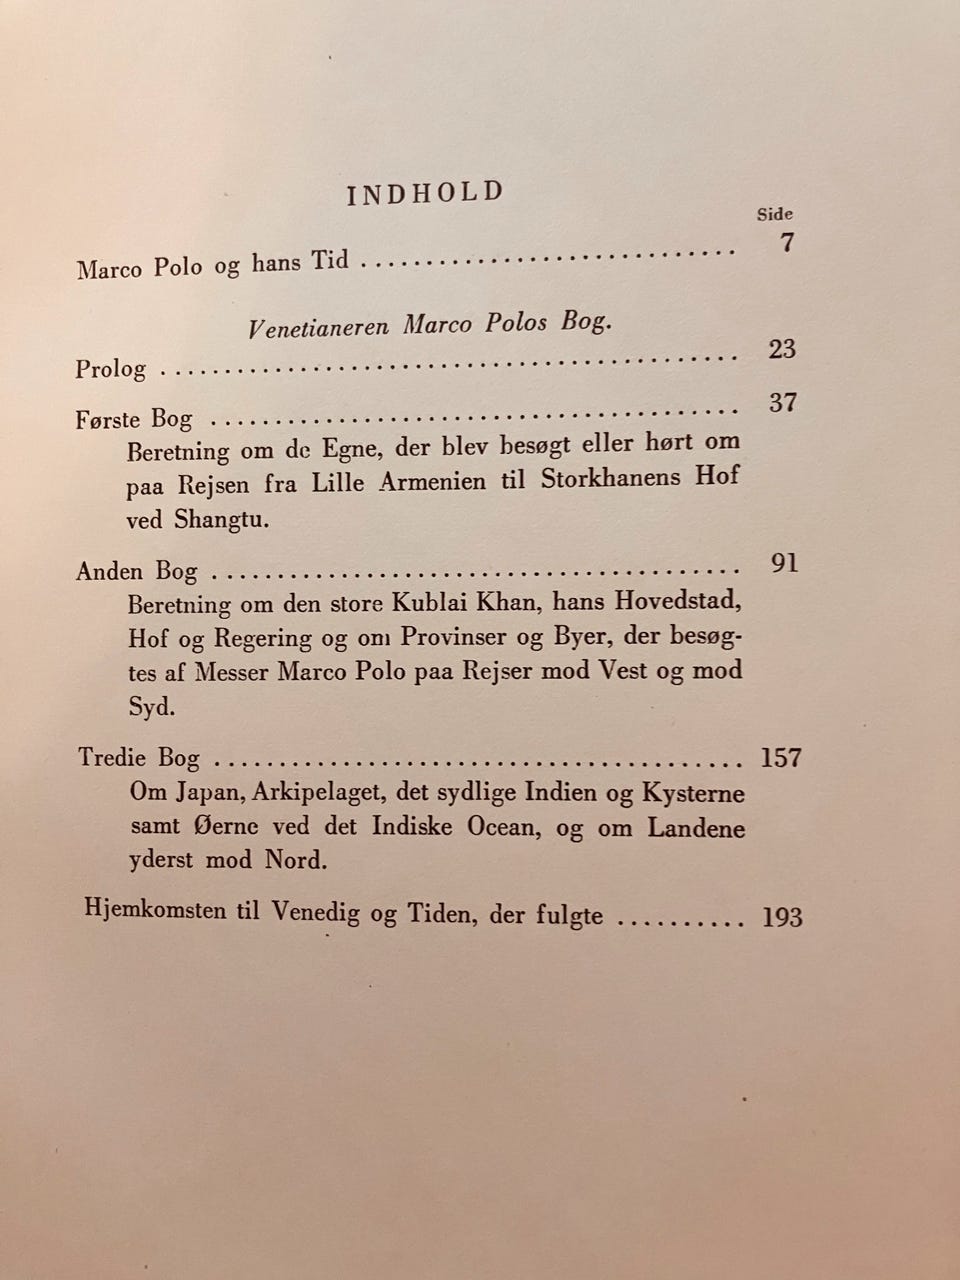 INDHOLD
Side
Marco Polo og hans Tid ............................. 7
Venetianeren Marco Polos Bog.
Prolog ............................................. 23
Første Bog ......................................... 37
Beretning om de Egne, der blev besøgt eller hørt om
paa Rejsen fra Lille Armenien til Storkhanens Hof
ved Shangtu.
Anden Bog ......................................... 91
Beretning om den store Kublai Khan, hans Hovedstad,
Hof og Regering og om Provinser og Byer, der besøg-
tes af Messer Marco Polo paa Rejser mod Vest og mod
Syd.
Tredie Bog ......................................... 157
Om Japan, Arkipelaget, det sydlige Indien og Kysterne
samt Øerne ved det Indiske Ocean, og om Landene
yderst mod Nord.
Hjemkomsten til Venedig og Tiden, der fulgte .......... 193